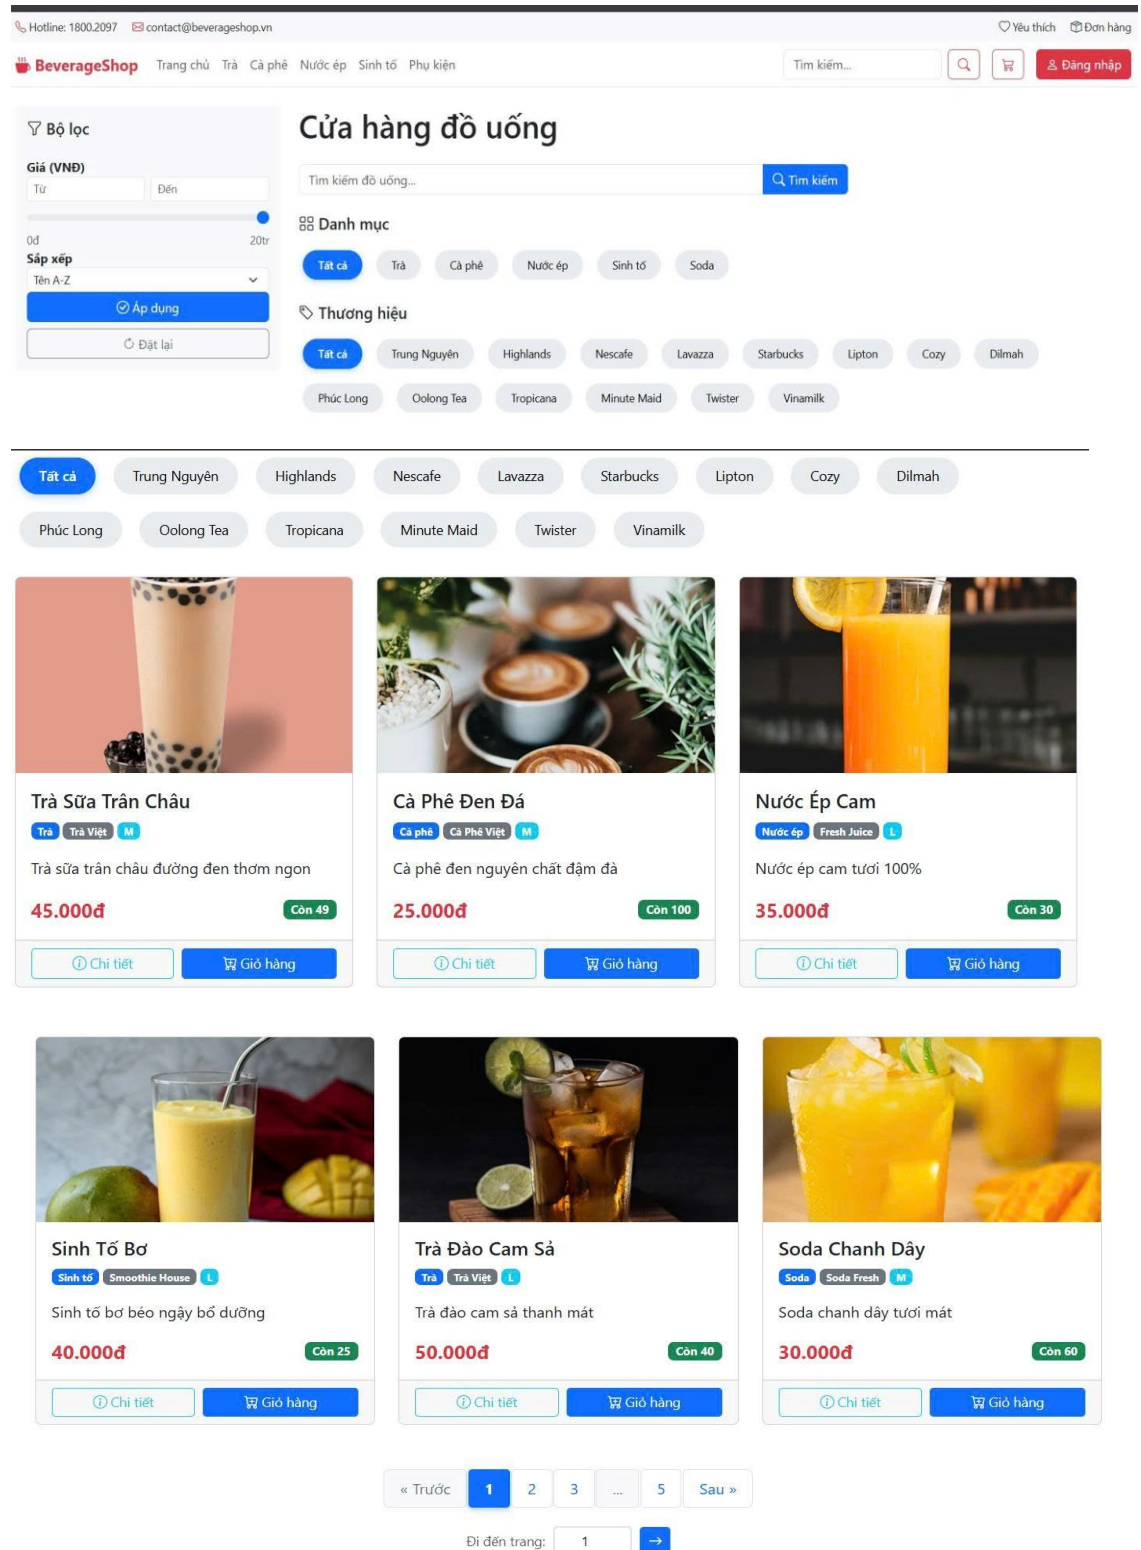 Hotline: 1800.2097 contact@beverageshop.vn Yêu thích Đơn hàng
BeverageShop Trang chủ Trà Cà phê Nước ép Sinh tố Phụ kiện Tìm kiếm... Đăng nhập
Bộ lọc
Giá (VNĐ)
Từ Đến
0đ 20tr
Sắp xếp
Tên A-Z
Áp dụng
Đặt lại
Cửa hàng đồ uống
Tìm kiếm đồ uống... Tìm kiếm
Danh mục
Tất cả Trà Cà phê Nước ép Sinh tố Soda
Thương hiệu
Tất cả Trung Nguyên Highlands Nescafe Lavazza Starbucks Lipton Cozy Dilmah
Phúc Long Oolong Tea Tropicana Minute Maid Twister Vinamilk
Tất cả Trung Nguyên Highlands Nescafe Lavazza Starbucks Lipton Cozy Dilmah
Phúc Long Oolong Tea Tropicana Minute Maid Twister Vinamilk
Trà Sữa Trân Châu
Trà Trà Việt M
Trà sữa trân châu đường đen thơm ngon
45.000đ Còn 49
Chi tiết Giỏ hàng
Cà Phê Đen Đá
Cà phê Cà Phê Việt M
Cà phê đen nguyên chất đậm đà
25.000đ Còn 100
Chi tiết Giỏ hàng
Nước Ép Cam
Nước ép Fresh Juice L
Nước ép cam tươi 100%
35.000đ Còn 30
Chi tiết Giỏ hàng
Sinh Tố Bơ
Sinh tố Smoothie House L
Sinh tố bơ béo ngậy bổ dưỡng
40.000đ Còn 25
Chi tiết Giỏ hàng
Trà Đào Cam Sả
Trà Trà Việt L
Trà đào cam sả thanh mát
50.000đ Còn 40
Chi tiết Giỏ hàng
Soda Chanh Dây
Soda Soda Fresh M
Soda chanh dây tươi mát
30.000đ Còn 60
Chi tiết Giỏ hàng
« Trước 1 2 3 ... 5 Sau »
Đi đến trang: 1